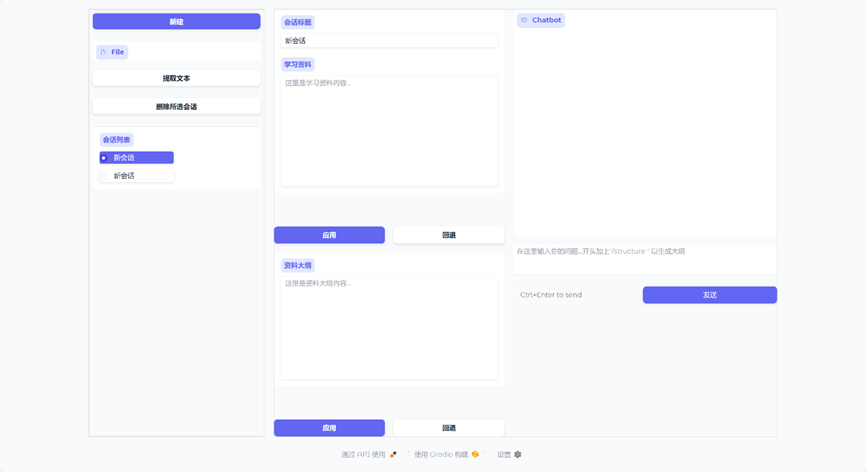 新建
File
提取文本
删除所选会话
会话列表
新会话
新会话
会话标题
新会话
学习资料
这里是学习资料内容...
应用
回退
资料大纲
这里是资料大纲内容...
应用
回退
Chatbot
在这里输入你的问题...开头加上"/structure " 以生成大纲
Ctrl+Enter to send
发送
通过 API 使用 · 使用 Gradio 构建 · 设置